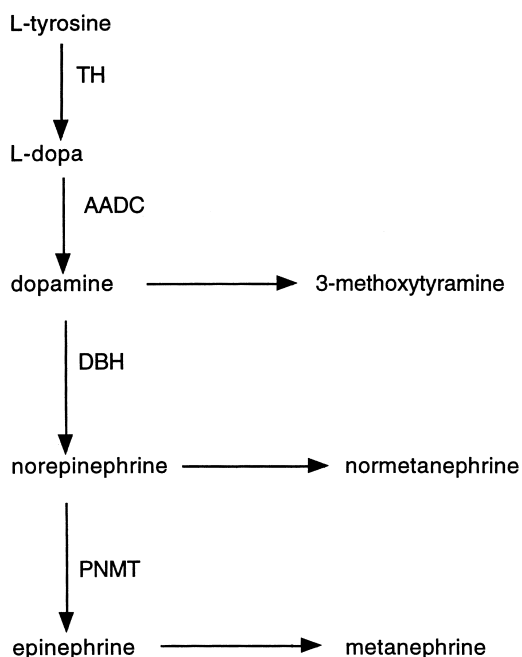 L-tyrosine
TH
L-dopa
AADC
dopamine 3-methoxytyramine
DBH
norepinephrine normetanephrine
PNMT
epinephrine metanephrine